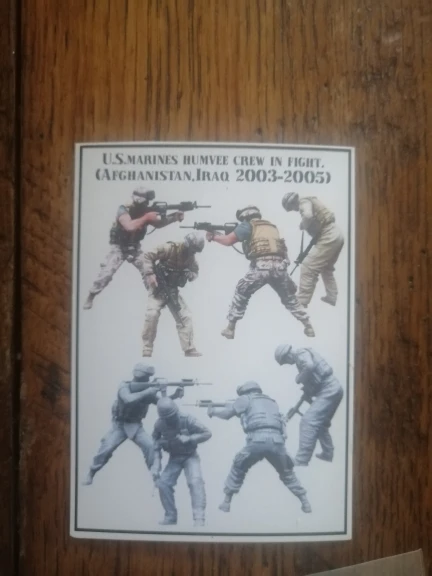 U.S.MARINES HUMVEE CREW IN FIGHT.
(AFGHANISTAN,IRAQ 2003-2005)